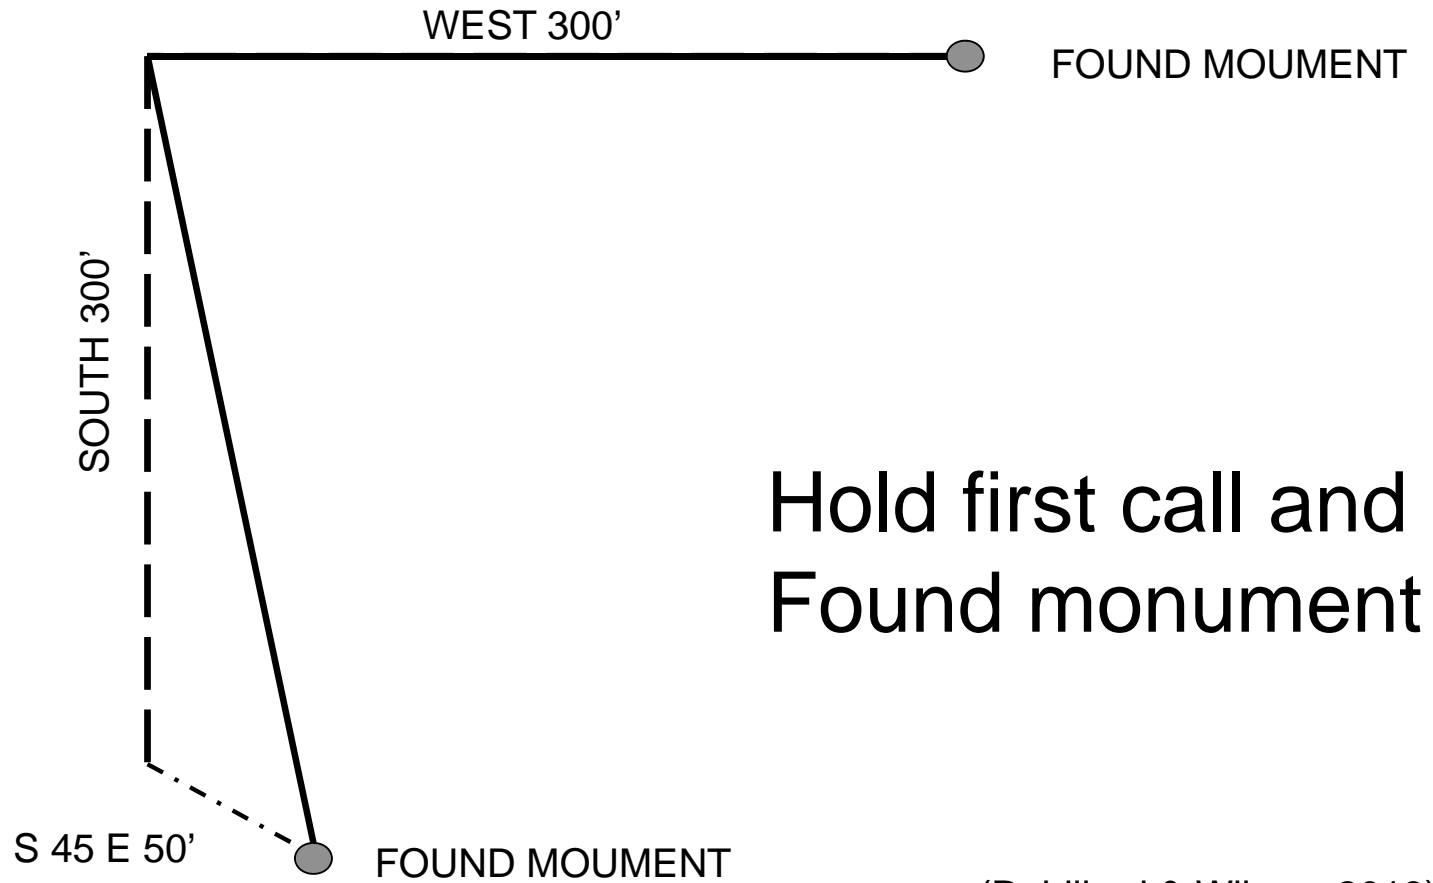 WEST 300’
FOUND MOUMENT
SOUTH 300’
Hold first call and
Found monument
S 45 E 50’
FOUND MOUMENT